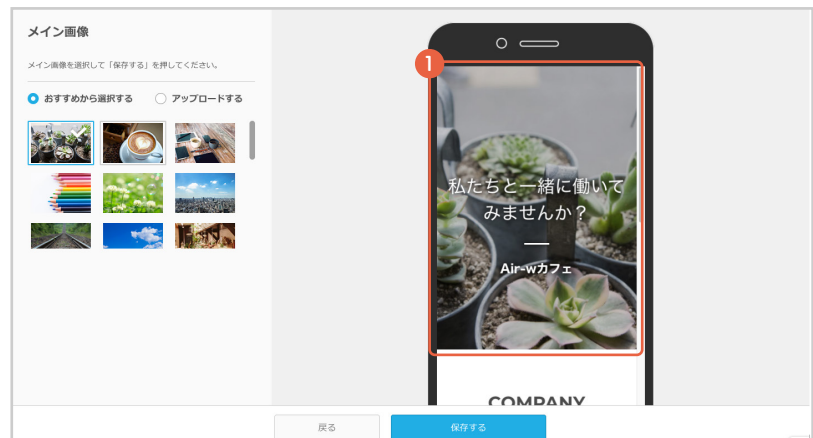 メイン画像
メイン画像を選択して「保存する」を押してください。
おすすめから選択する
アップロードする
1
私たちと一緒に働いて
みませんか？
Air-wカフェ
COMPANY
戻る
保存する